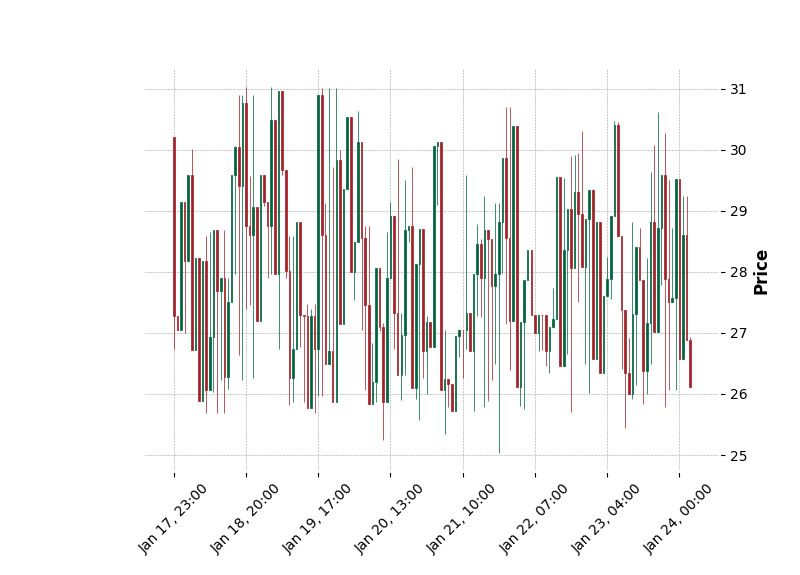 31
30
29
28
27
26
25
Price
Jan 17, 23:00
Jan 18, 20:00
Jan 19, 17:00
Jan 20, 13:00
Jan 21, 10:00
Jan 22, 07:00
Jan 23, 04:00
Jan 24, 00:00